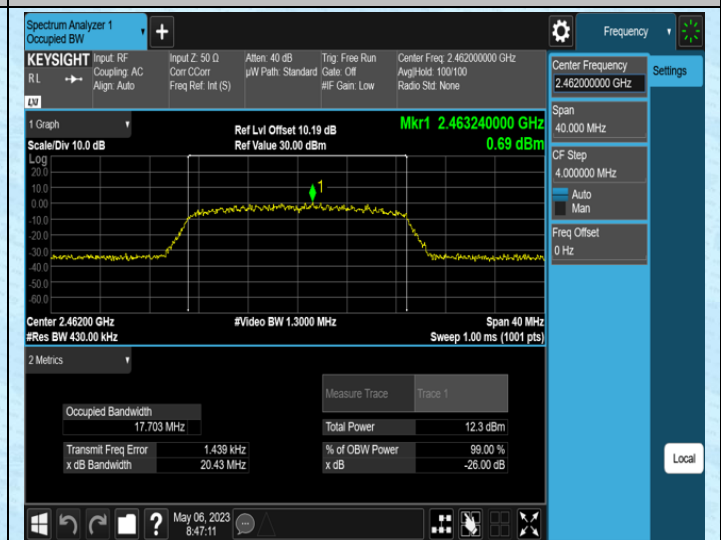 Spectrum Analyzer 1
Occupied BW
Frequency
KEYSIGHT
RL
LXI
Input: RF
Coupling: AC
Align: Auto
Input Z: 50 Ω
Corr CCorr
Freq Ref: Int (S)
Atten: 40 dB
µW Path: Standard
Trig: Free Run
Gate: Off
#IF Gain: Low
Center Freq: 2.462000000 GHz
Avg|Hold: 100/100
Radio Std: None
Center Frequency
2.462000000 GHz
Settings
Span
40.000 MHz
CF Step
4.000000 MHz
Auto
Man
Freq Offset
0 Hz
Local
1 Graph
Scale/Div 10.0 dB
Ref Lvl Offset 10.19 dB
Ref Value 30.00 dBm
Mkr1 2.463240000 GHz
0.69 dBm
Log
20.0
10.0
0.00
-10.0
-20.0
-30.0
-40.0
-50.0
-60.0
1
Center 2.46200 GHz
#Res BW 430.00 kHz
#Video BW 1.3000 MHz
Span 40 MHz
Sweep 1.00 ms (1001 pts)
2 Metrics
Measure Trace Trace 1
Occupied Bandwidth
17.703 MHz
Total Power 12.3 dBm
Transmit Freq Error 1.439 kHz
% of OBW Power 99.00 %
x dB Bandwidth 20.43 MHz
x dB -26.00 dB
?
May 06, 2023
8:47:11